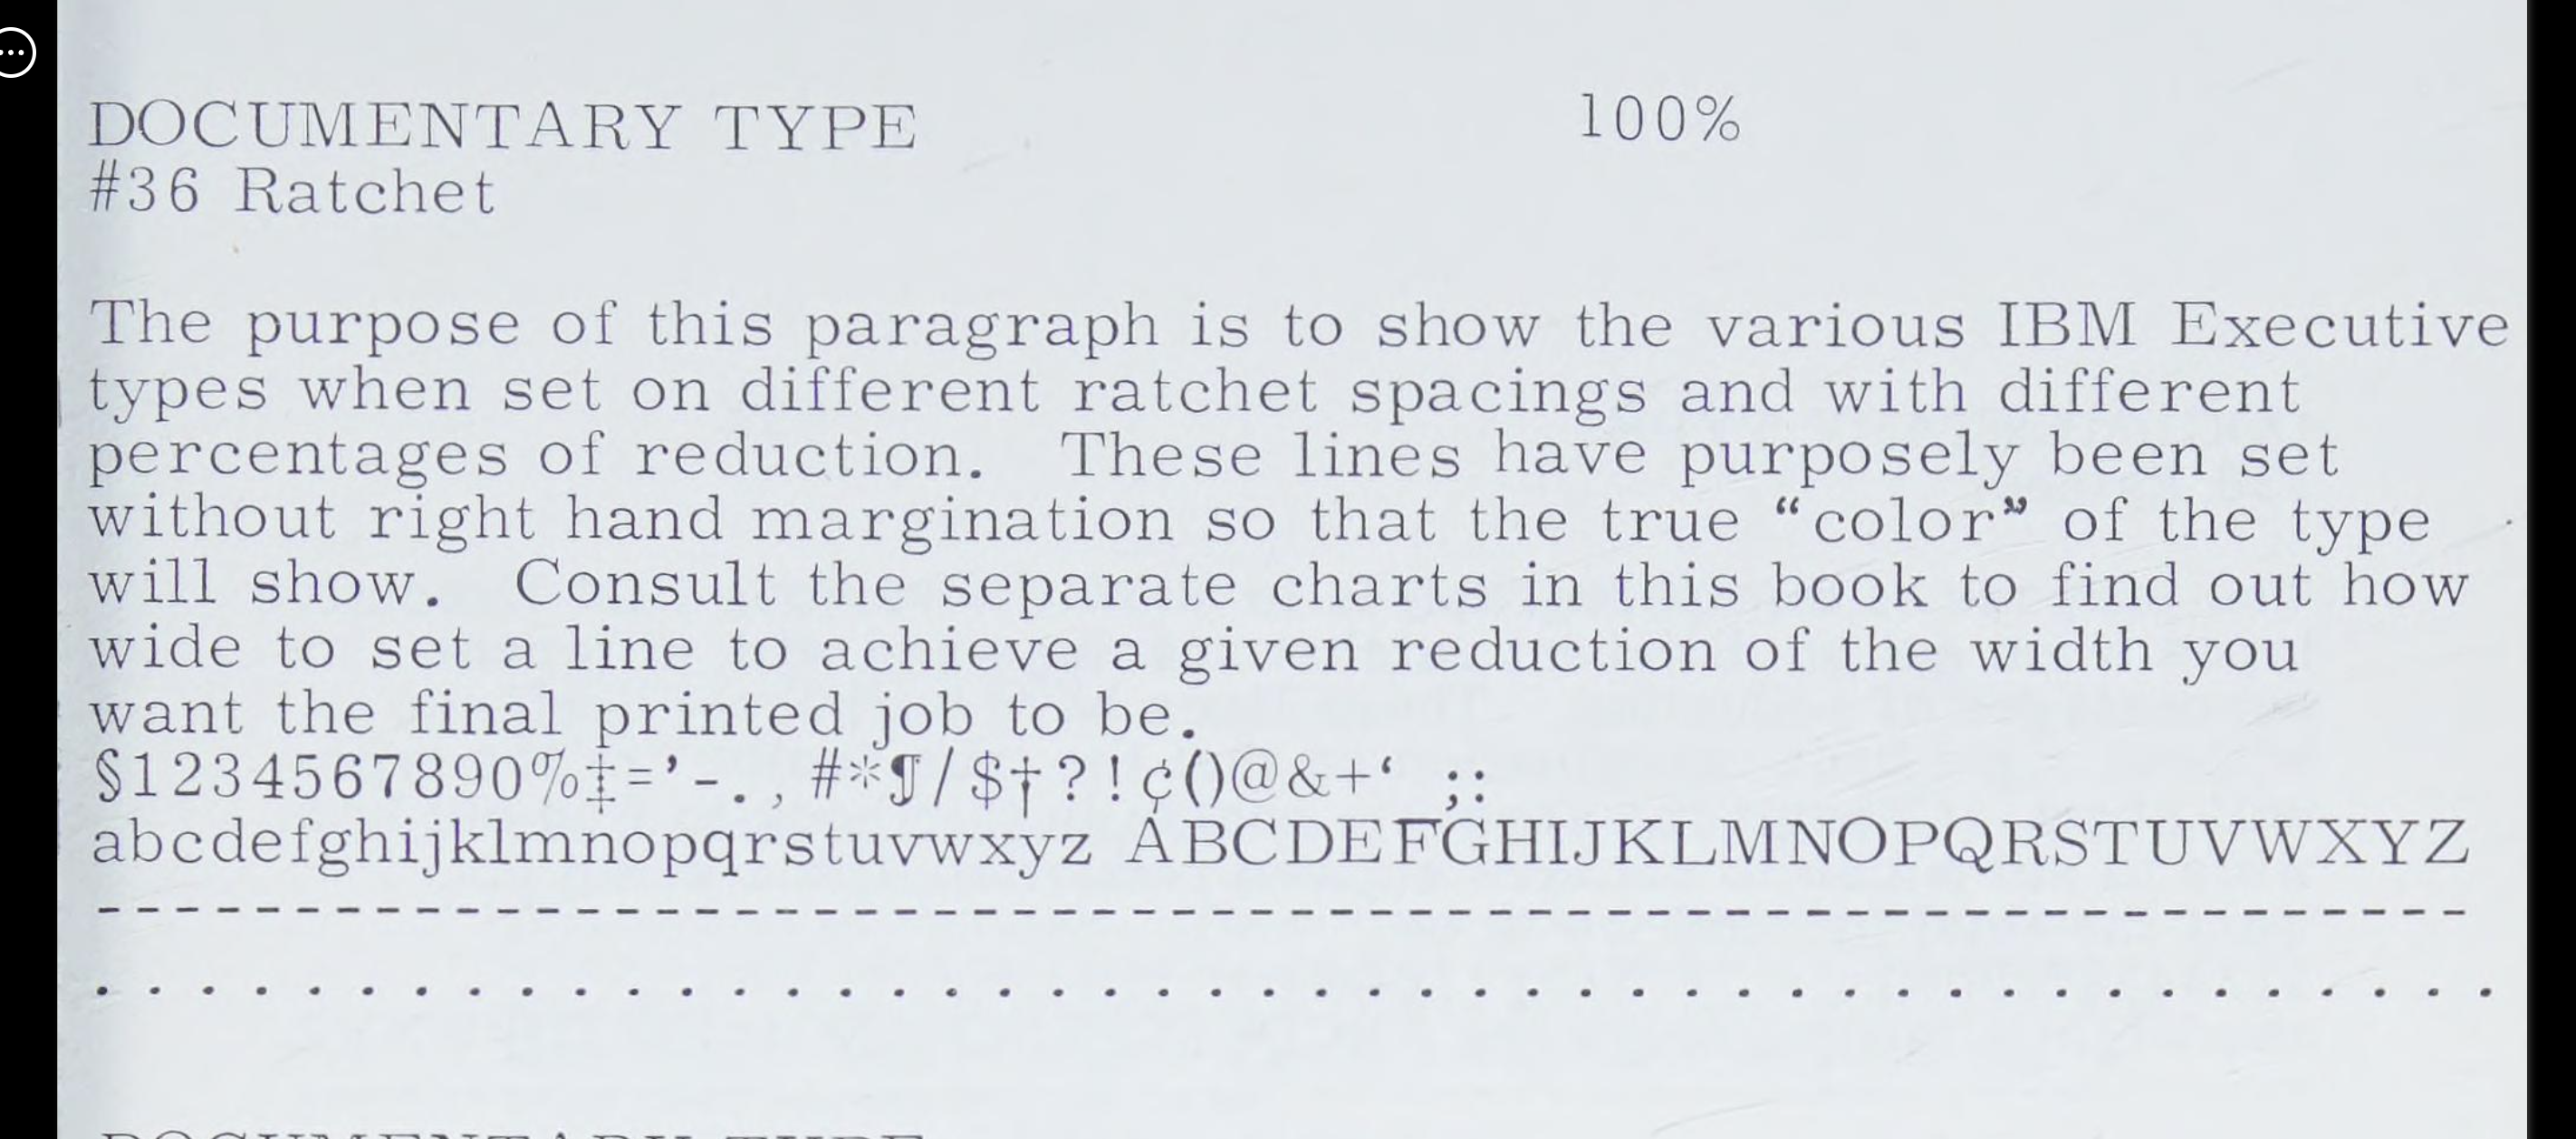 DOCUMENTARY TYPE 100%
#36 Ratchet
The purpose of this paragraph is to show the various IBM Executive
types when set on different ratchet spacings and with different
percentages of reduction.  These lines have purposely been set
without right hand margination so that the true “color” of the type
will show.  Consult the separate charts in this book to find out how
wide to set a line to achieve a given reduction of the width you
want the final printed job to be.
§1234567890%‡=’-., #*¶/$†?!¢()@&+‘ ;:
abcdefghijklmnopqrstuvwxyz ABCDEFGHIJKLMNOPQRSTUVWXYZ
- - - - - - - - - - - - - - - - - - - - - - - - - - - - - - - - - - - - - - - - - - - - -
. . . . . . . . . . . . . . . . . . . . . . . . . . . . . . . . . . . . . . . . . . . . . .
DOCUMENTARY TYPE